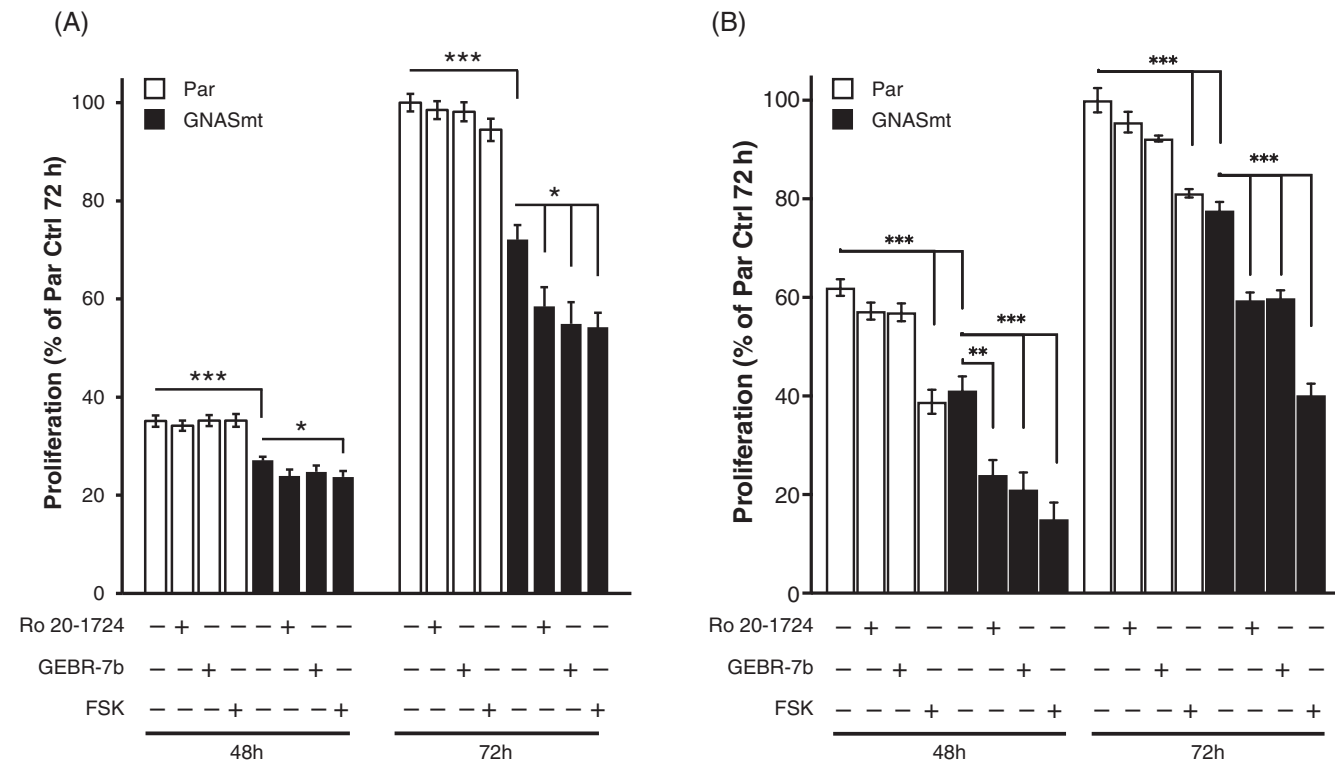 (A)
Par
GNASmt
Proliferation (% of Par Ctrl 72 h)
100
80
60
40
20
0
***
*
***
*
Ro 20-1724 − + − − − + − − − + − − − + − −
GEBR-7b − − + − − − + − − − + − − − + −
FSK − − − + − − − + − − − + − − − +
48h 72h
(B)
Par
GNASmt
Proliferation (% of Par Ctrl 72 h)
100
80
60
40
20
0
***
**
***
***
***
Ro 20-1724 − + − − − + − − − + − − − + − −
GEBR-7b − − + − − − + − − − + − − − + −
FSK − − − + − − − + − − − + − − − +
48h 72h